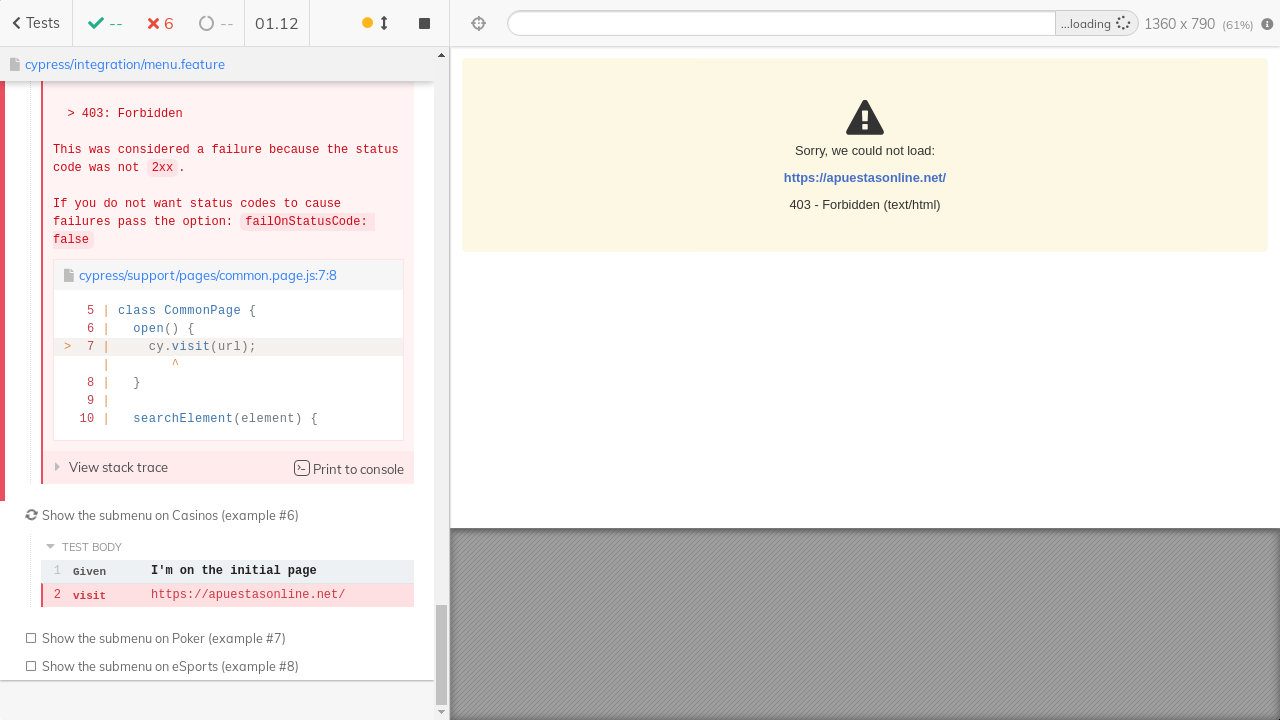 Tests
--
6
--
01.12
...loading
1360 x 790 (61%)
cypress/integration/menu.feature
> 403: Forbidden
This was considered a failure because the status
code was not 2xx.
If you do not want status codes to cause
failures pass the option: failOnStatusCode:
false
cypress/support/pages/common.page.js:7:8
5 | class CommonPage {
6 |   open() {
> 7 |     cy.visit(url);
|        ^
8 |   }
9 |
10 |   searchElement(element) {
View stack trace
Print to console
Show the submenu on Casinos (example #6)
TEST BODY
1 Given I'm on the initial page
2 visit https://apuestasonline.net/
Show the submenu on Poker (example #7)
Show the submenu on eSports (example #8)
Sorry, we could not load:
https://apuestasonline.net/
403 - Forbidden (text/html)